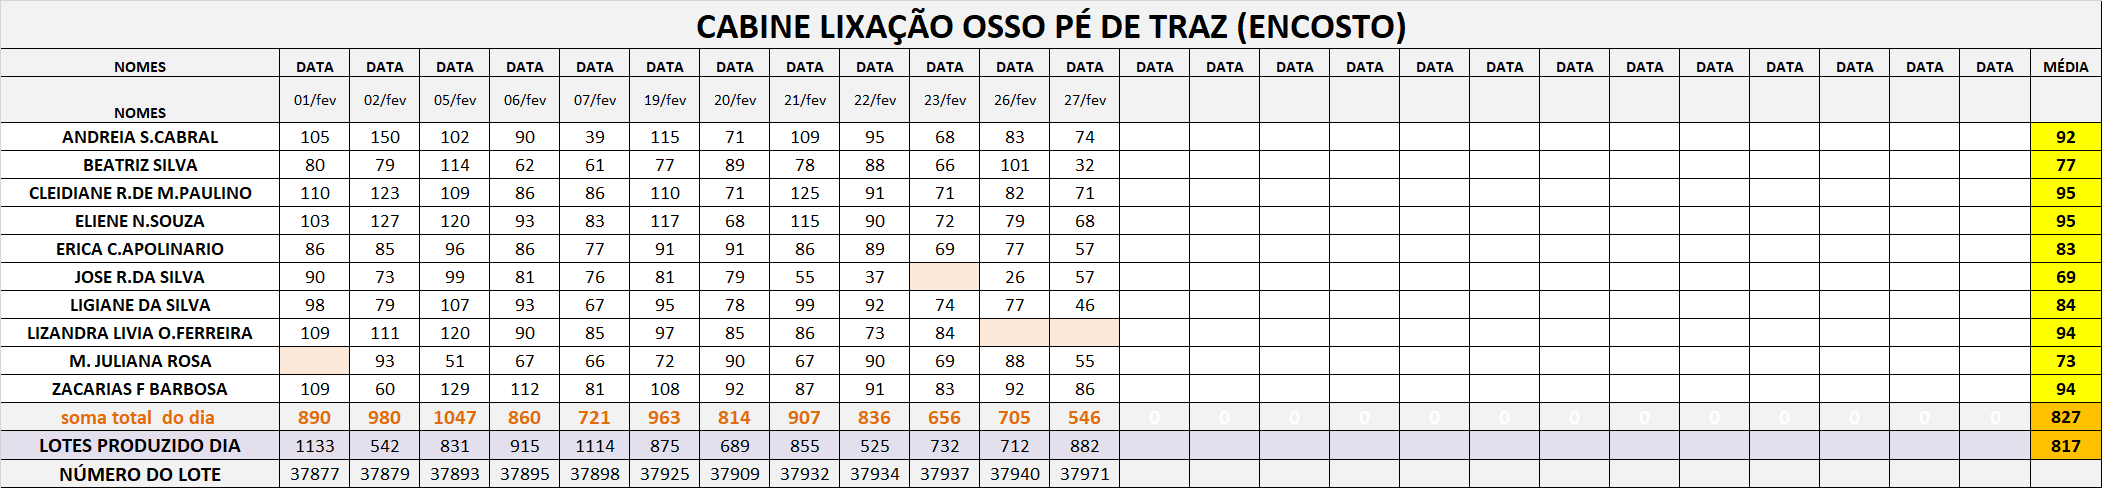 CABINE LIXAÇÃO OSSO PÉ DE TRAZ (ENCOSTO)
NOMES DATA DATA DATA DATA DATA DATA DATA DATA DATA DATA DATA DATA DATA DATA DATA DATA DATA DATA DATA DATA DATA DATA DATA DATA DATA MÉDIA
NOMES 01/fev 02/fev 05/fev 06/fev 07/fev 19/fev 20/fev 21/fev 22/fev 23/fev 26/fev 27/fev
ANDREIA S.CABRAL 105 150 102 90 39 115 71 109 95 68 83 74 92
BEATRIZ SILVA 80 79 114 62 61 77 89 78 88 66 101 32 77
CLEIDIANE R.DE M.PAULINO 110 123 109 86 86 110 71 125 91 71 82 71 95
ELIENE N.SOUZA 103 127 120 93 83 117 68 115 90 72 79 68 95
ERICA C.APOLINARIO 86 85 96 86 77 91 91 86 89 69 77 57 83
JOSE R.DA SILVA 90 73 99 81 76 81 79 55 37 26 57 69
LIGIANE DA SILVA 98 79 107 93 67 95 78 99 92 74 77 46 84
LIZANDRA LIVIA O.FERREIRA 109 111 120 90 85 97 85 86 73 84 94
M. JULIANA ROSA 93 51 67 66 72 90 67 90 69 88 55 73
ZACARIAS F BARBOSA 109 60 129 112 81 108 92 87 91 83 92 86 94
soma total do dia 890 980 1047 860 721 963 814 907 836 656 705 546 0 0 0 0 0 0 0 0 0 0 0 0 0 827
LOTES PRODUZIDO DIA 1133 542 831 915 1114 875 689 855 525 732 712 882 817
NÚMERO DO LOTE 37877 37879 37893 37895 37898 37925 37909 37932 37934 37937 37940 37971